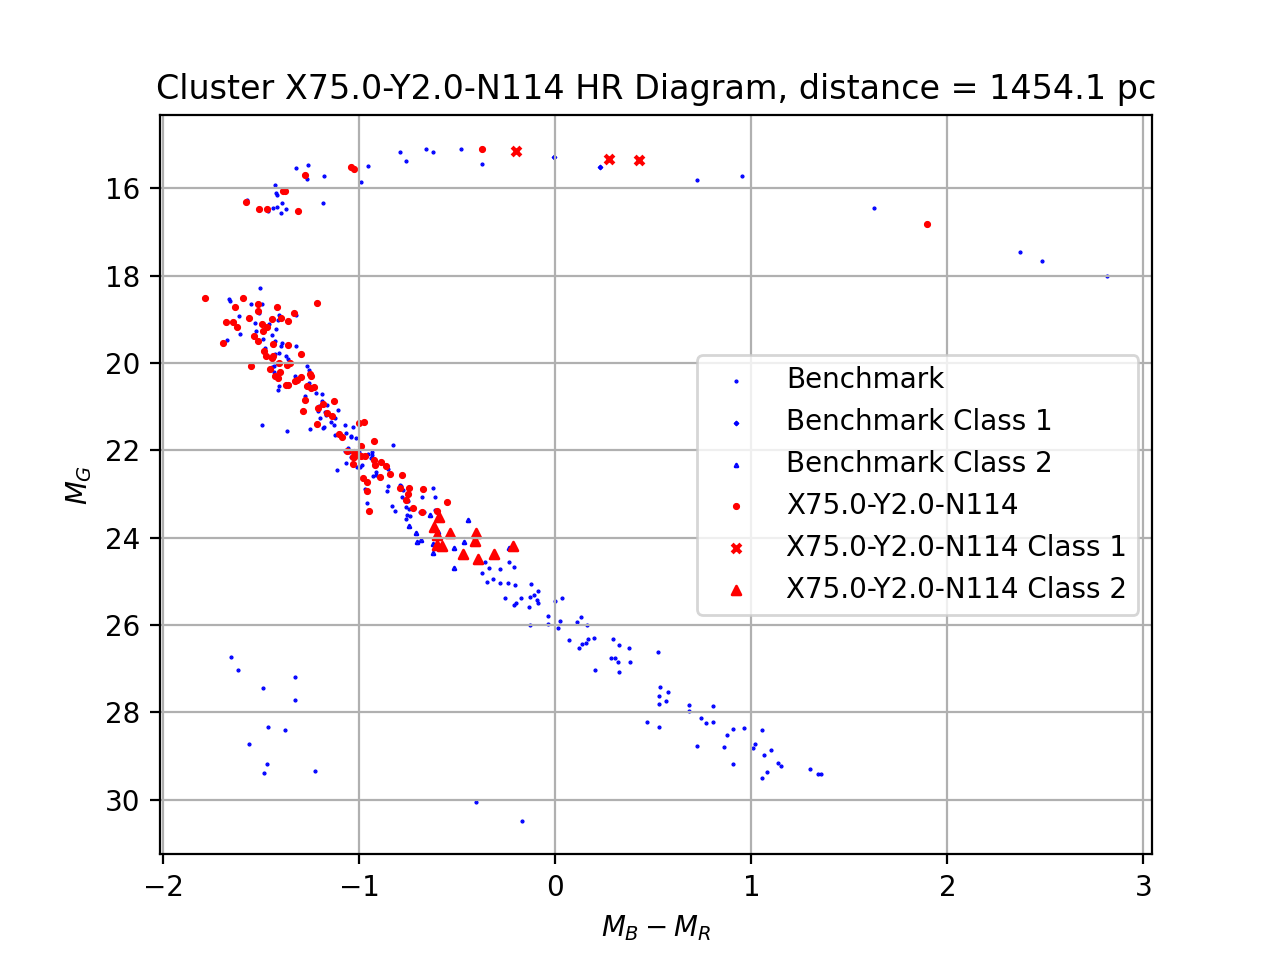 Cluster X75.0-Y2.0-N114 HR Diagram, distance = 1454.1 pc
16
18
20
22
24
26
28
30
M_G
Benchmark
Benchmark Class 1
Benchmark Class 2
X75.0-Y2.0-N114
X75.0-Y2.0-N114 Class 1
X75.0-Y2.0-N114 Class 2
−2 −1 0 1 2 3
M_B − M_R